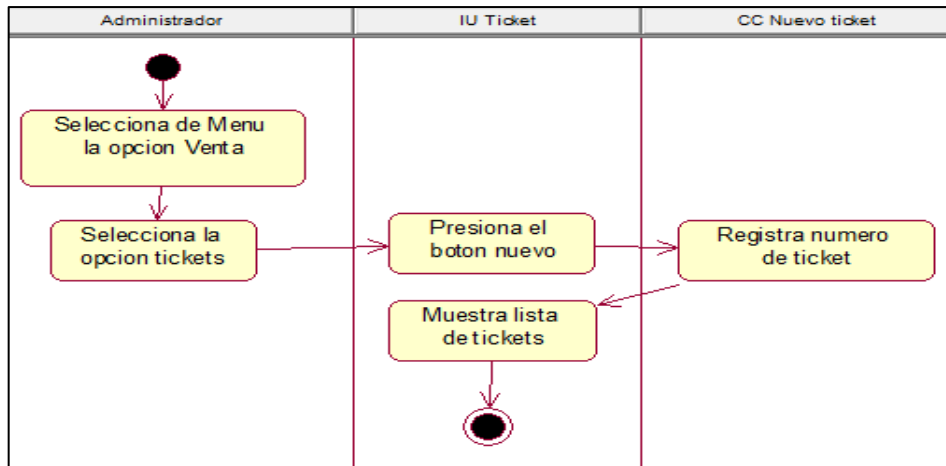 Administrador
IU Ticket
CC Nuevo ticket
Selecciona de Menu
la opcion Venta
Selecciona la
opcion tickets
Presiona el
boton nuevo
Registra numero
de ticket
Muestra lista
de tickets